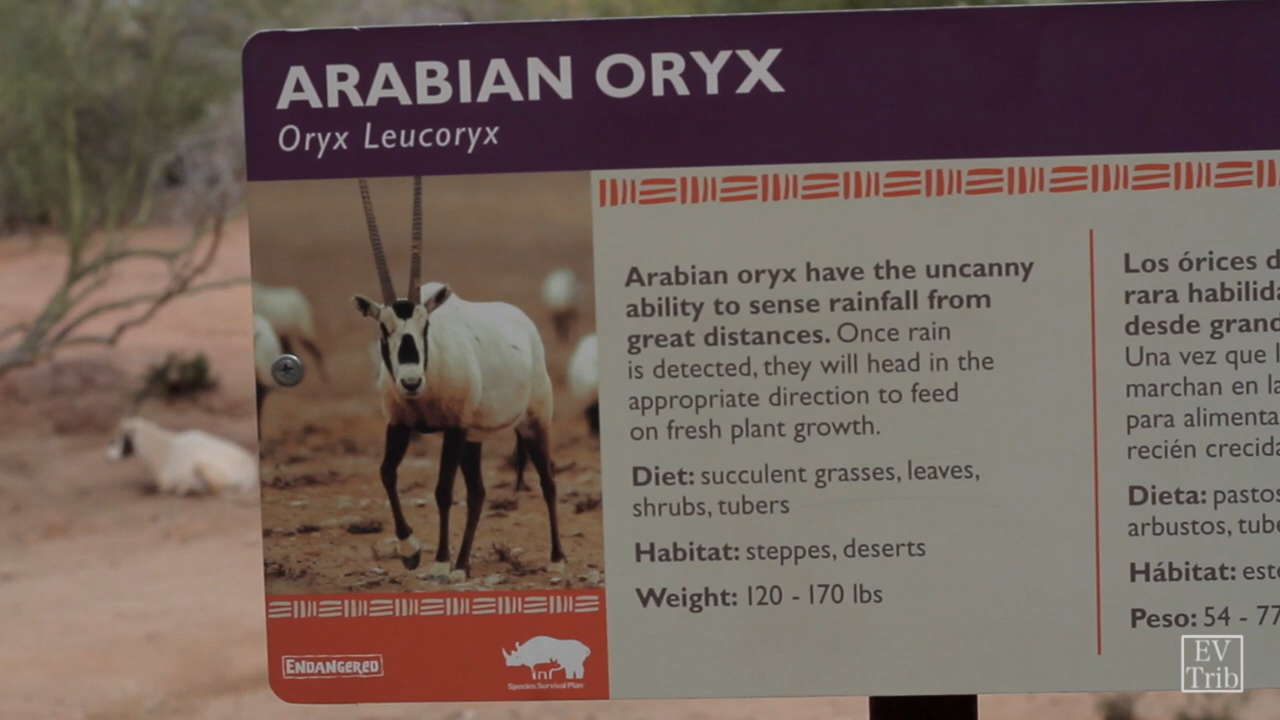 ARABIAN ORYX
Oryx Leucoryx
Arabian oryx have the uncanny
ability to sense rainfall from
great distances. Once rain
is detected, they will head in the
appropriate direction to feed
on fresh plant growth.
Diet: succulent grasses, leaves,
shrubs, tubers
Habitat: steppes, deserts
Weight: 120 - 170 lbs
Los órices
rara
desde
Una vez que
marchan en
para
recién
Dieta:
arbustos,
Hábitat:
Peso: 54 -
ENDANGERED
Species Survival Plan
EV
Trib